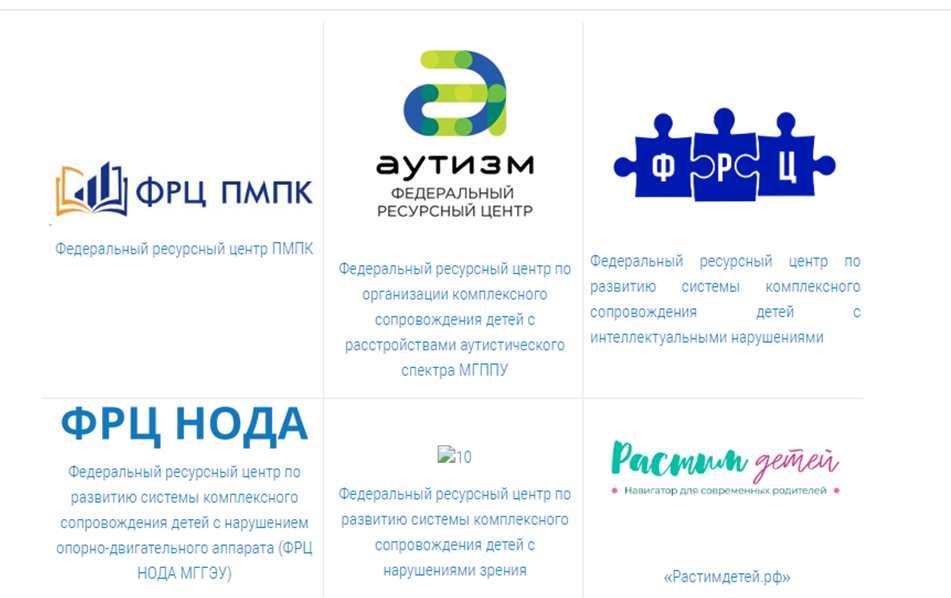 ФРЦ ПМПК
Федеральный ресурсный центр ПМПК
аутизм
ФЕДЕРАЛЬНЫЙ
РЕСУРСНЫЙ ЦЕНТР
Федеральный ресурсный центр по
организации комплексного
сопровождения детей с
расстройствами аутистического
спектра МГППУ
ФРЦ
Федеральный ресурсный центр по
развитию системы комплексного
сопровождения детей с
интеллектуальными нарушениями
ФРЦ НОДА
Федеральный ресурсный центр по
развитию системы комплексного
сопровождения детей с нарушением
опорно-двигательного аппарата (ФРЦ
НОДА МГГЭУ)
10
Федеральный ресурсный центр по
развитию системы комплексного
сопровождения детей с
нарушениями зрения
Растим детей
Навигатор для современных родителей
«Растимдетей.рф»